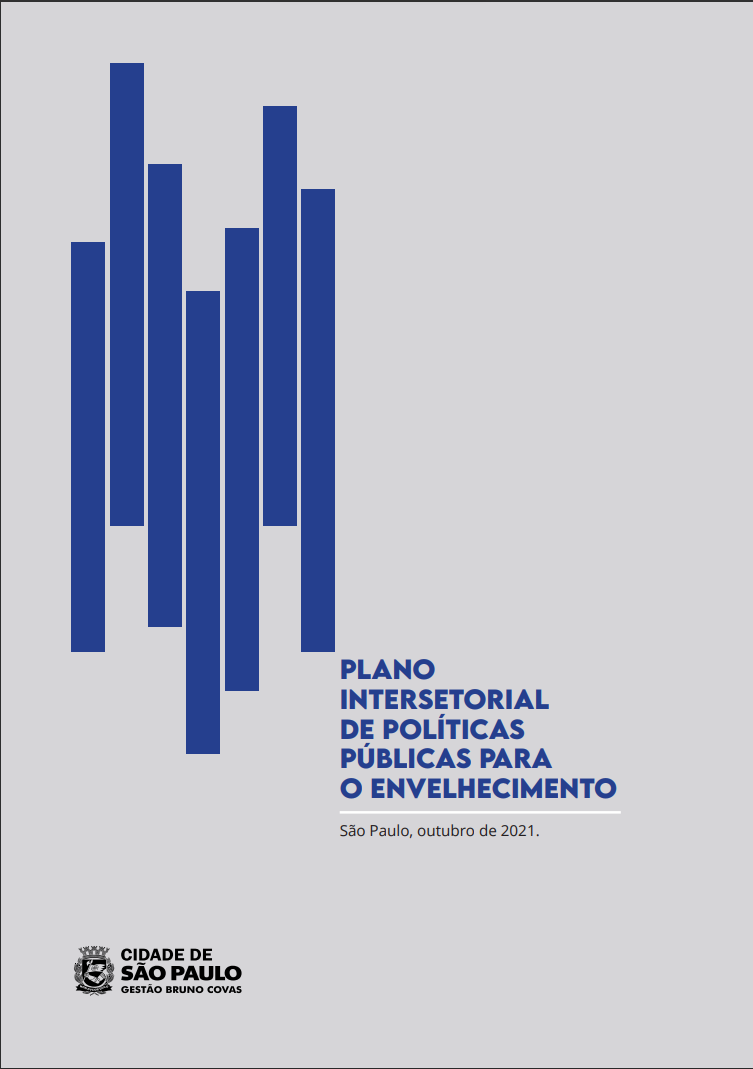 PLANO
INTERSETORIAL
DE POLÍTICAS
PÚBLICAS PARA
O ENVELHECIMENTO
São Paulo, outubro de 2021.
CIDADE DE
SÃO PAULO
GESTÃO BRUNO COVAS